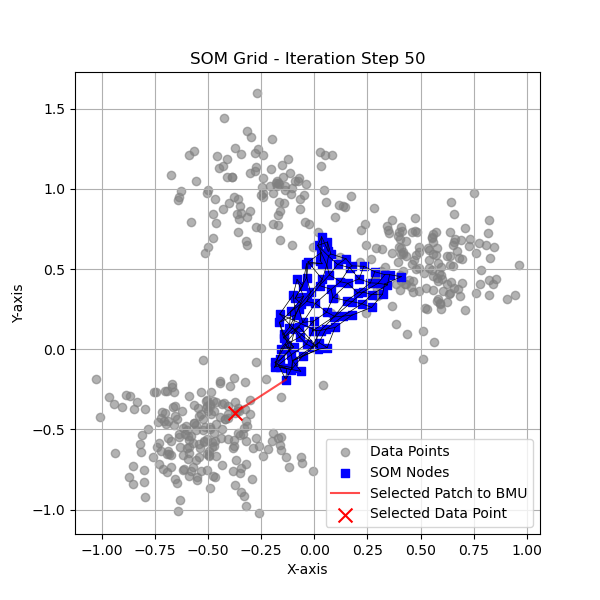 SOM Grid - Iteration Step 50
Y-axis
1.5
1.0
0.5
0.0
−0.5
−1.0
Data Points
SOM Nodes
Selected Patch to BMU
Selected Data Point
−1.00 −0.75 −0.50 −0.25 0.00 0.25 0.50 0.75 1.00
X-axis